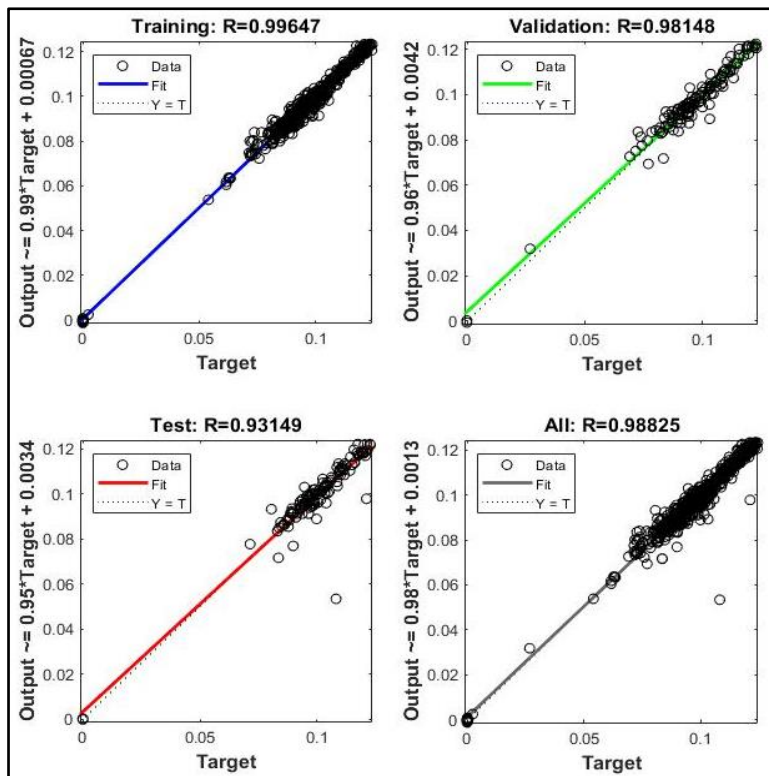 Training: R=0.99647
Output ~= 0.99*Target + 0.00067
0.12
0.1
0.08
0.06
0.04
0.02
0
Data
Fit
Y = T
0
0.05
0.1
Target
Validation: R=0.98148
Output ~= 0.96*Target + 0.0042
0.12
0.1
0.08
0.06
0.04
0.02
0
Data
Fit
Y = T
0
0.05
0.1
Target
Test: R=0.93149
Output ~= 0.95*Target + 0.0034
0.12
0.1
0.08
0.06
0.04
0.02
0
Data
Fit
Y = T
0
0.05
0.1
Target
All: R=0.98825
Output ~= 0.98*Target + 0.0013
0.12
0.1
0.08
0.06
0.04
0.02
0
Data
Fit
Y = T
0
0.05
0.1
Target